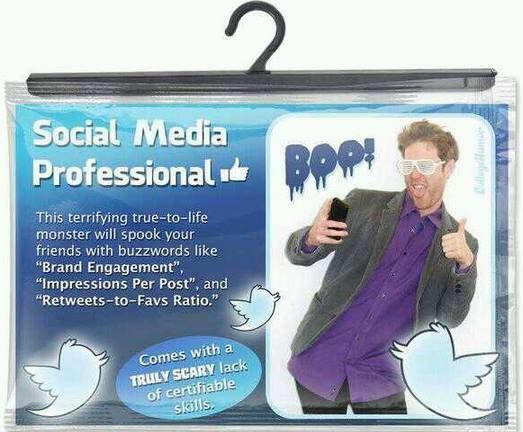 Social Media
Professional
BOO!
CollegeHumor
This terrifying true-to-life
monster will spook your
friends with buzzwords like
"Brand Engagement",
"Impressions Per Post", and
"Retweets-to-Favs Ratio."
Comes with a
TRULY SCARY lack
of certifiable
skills.